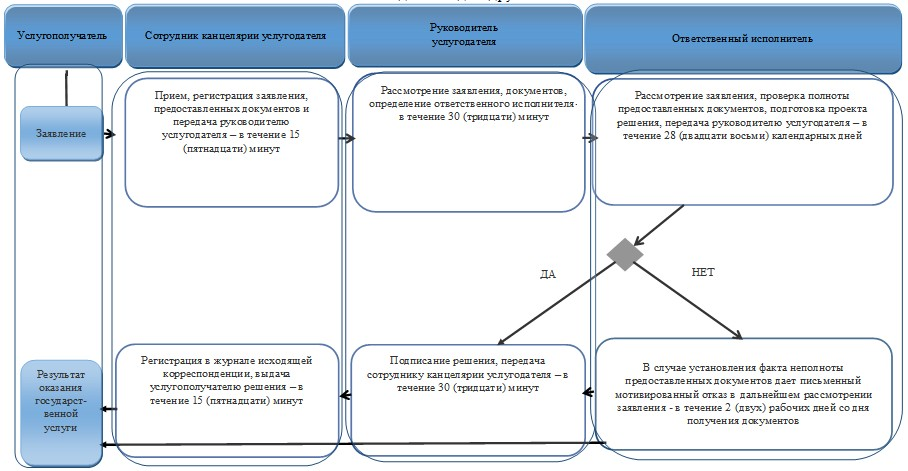 Услугополучатель
Сотрудник канцелярии услугодателя
Руководитель
услугодателя
Ответственный исполнитель
Заявление
Прием, регистрация заявления,
предоставленных документов и
передача руководителю
услугодателя – в течение 15
(пятнадцати) минут
Рассмотрение заявления, документов,
определение ответственного исполнителя-
в течение 30 (тридцати) минут
Рассмотрение заявления, проверка полноты
предоставленных документов, подготовка проекта
решения, передача руководителю услугодателя – в
течение 28 (двадцати восьми) календарных дней
ДА
НЕТ
Результат
оказания
государст-
венной
услуги
Регистрация в журнале исходящей
корреспонденции, выдача
услугополучателю решения – в
течение 15 (пятнадцати) минут
Подписание решения, передача
сотруднику канцелярии услугодателя – в
течение 30 (тридцати) минут
В случае установления факта неполноты
предоставленных документов дает письменный
мотивированный отказ в дальнейшем рассмотрении
заявления - в течение 2 (двух) рабочих дней со дня
получения документов